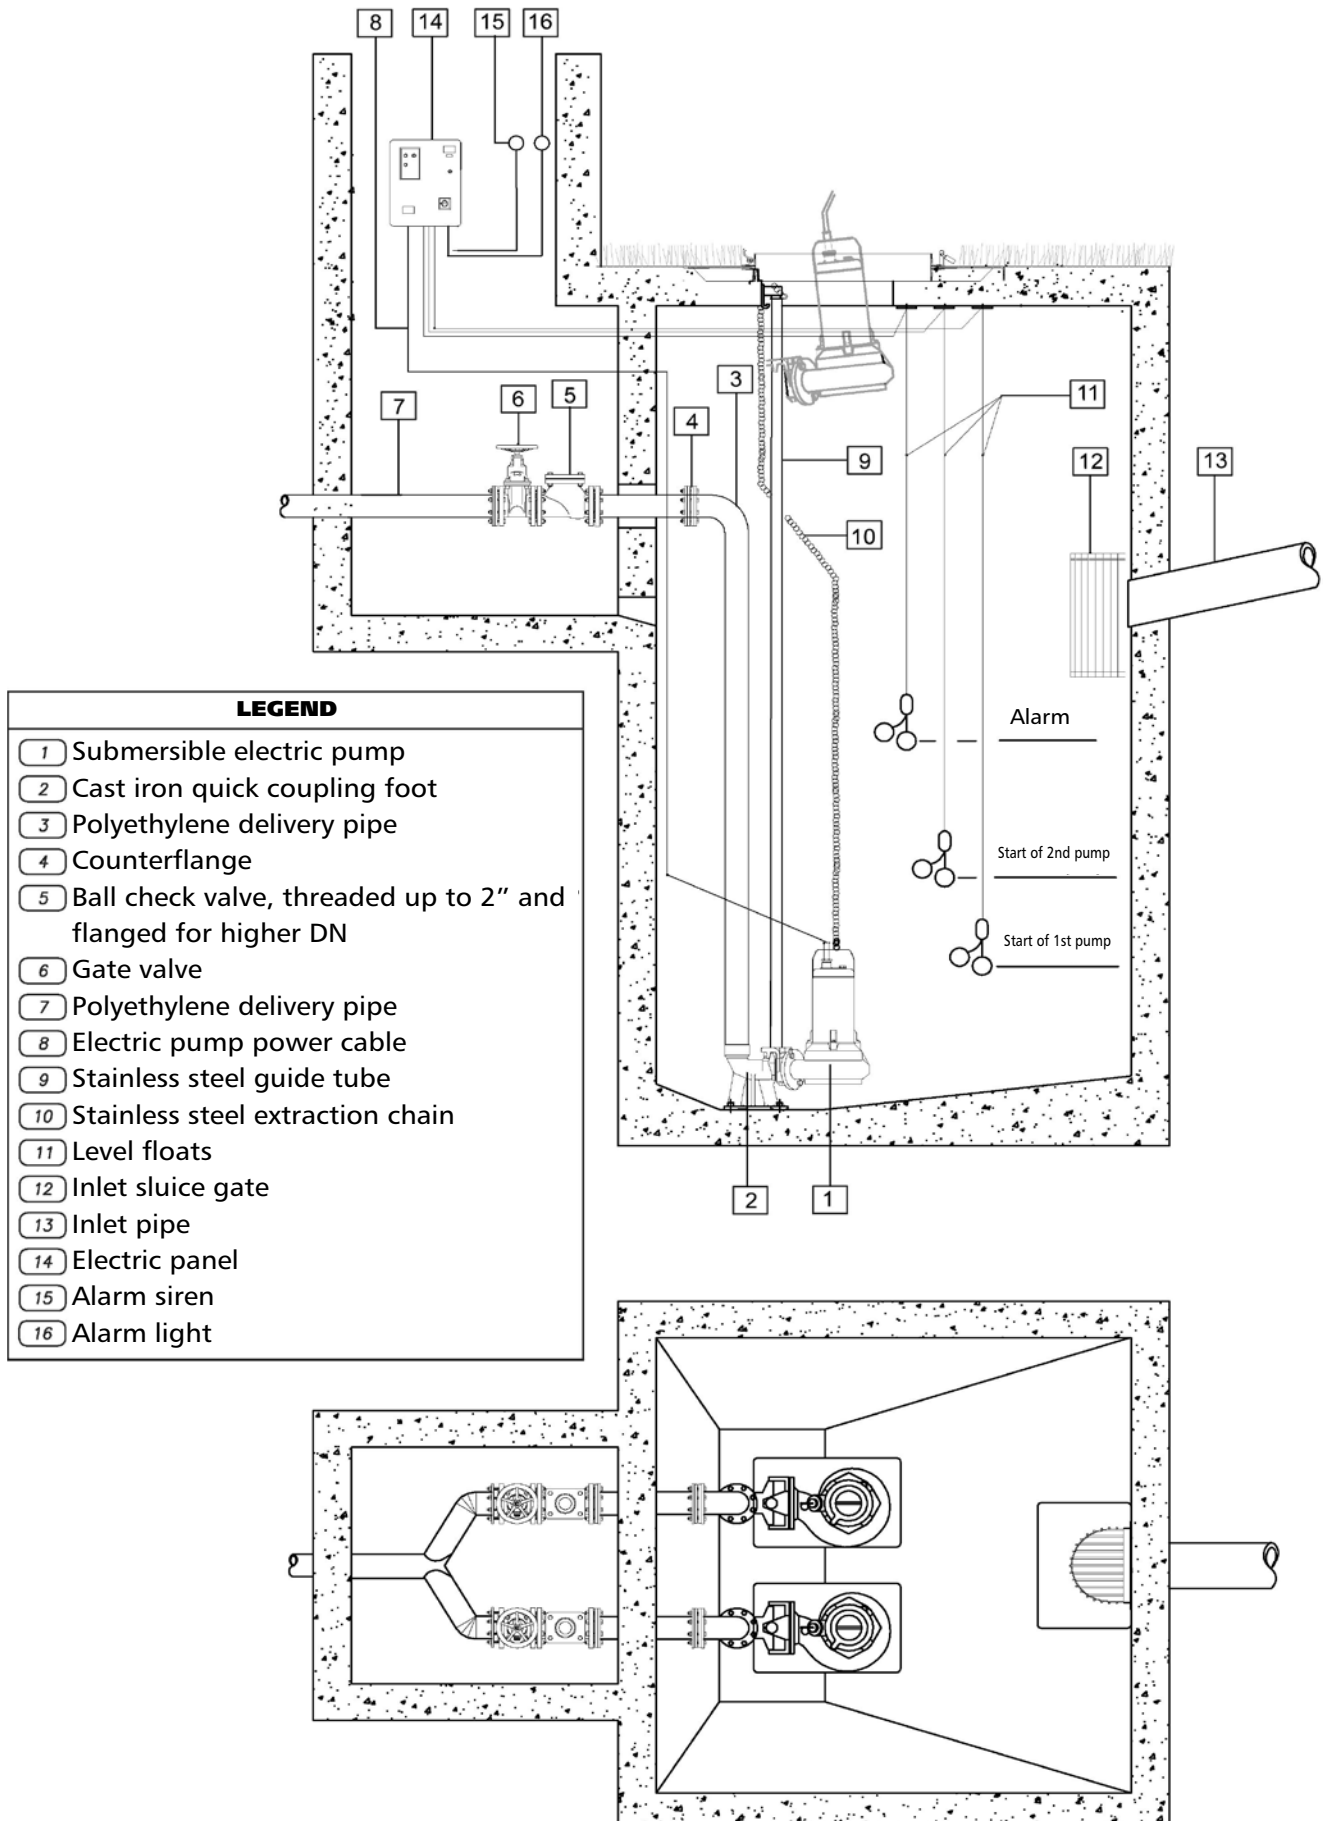 8 14 15 16
3
6 5 7 4 11
9 12 13
10
LEGEND
1 Submersible electric pump
2 Cast iron quick coupling foot
3 Polyethylene delivery pipe
4 Counterflange
5 Ball check valve, threaded up to 2” and
flanged for higher DN
6 Gate valve
7 Polyethylene delivery pipe
8 Electric pump power cable
9 Stainless steel guide tube
10 Stainless steel extraction chain
11 Level floats
12 Inlet sluice gate
13 Inlet pipe
14 Electric panel
15 Alarm siren
16 Alarm light
Alarm
Start of 2nd pump
Start of 1st pump
2 1